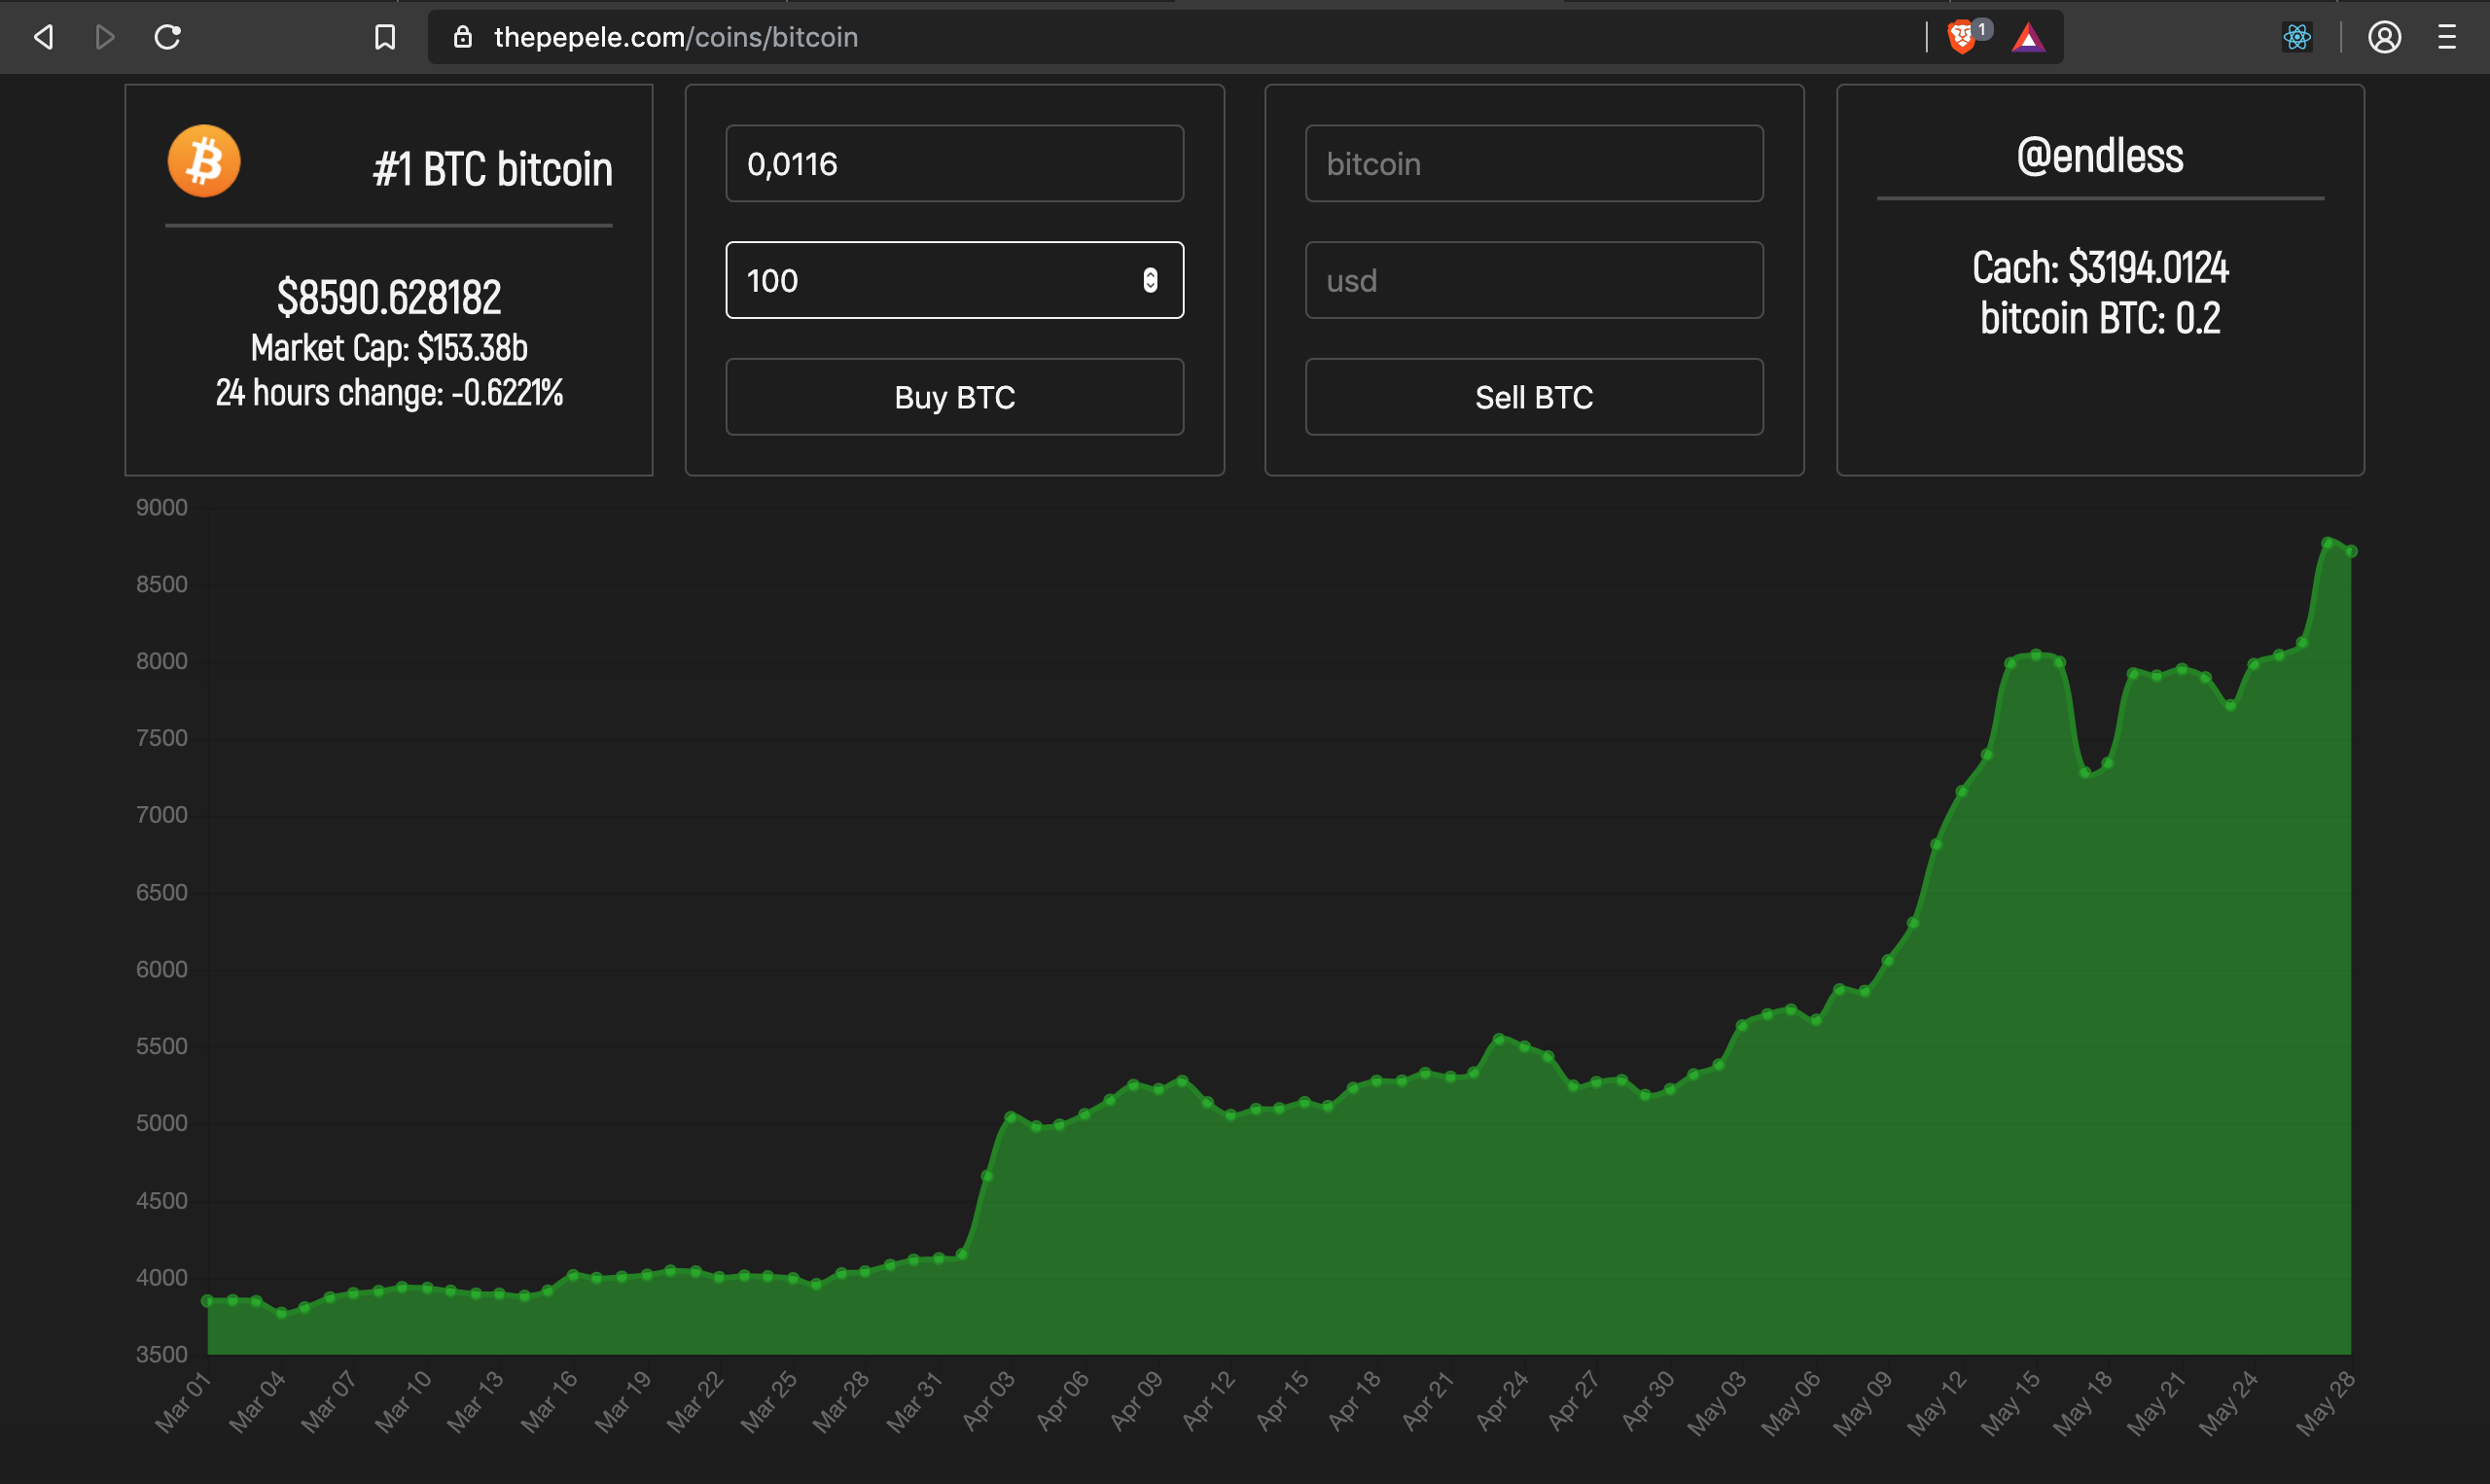 thepepele.com/coins/bitcoin
1
#1 BTC bitcoin
$8590.628182
Market Cap: $153.38b
24 hours change: -0.6221%
0,0116
100
Buy BTC
bitcoin
usd
Sell BTC
@endless
Cach: $3194.0124
bitcoin BTC: 0.2
9000
8500
8000
7500
7000
6500
6000
5500
5000
4500
4000
3500
Mar 01 Mar 04 Mar 07 Mar 10 Mar 13 Mar 16 Mar 19 Mar 22 Mar 25 Mar 28 Mar 31 Apr 03 Apr 06 Apr 09 Apr 12 Apr 15 Apr 18 Apr 21 Apr 24 Apr 27 Apr 30 May 03 May 06 May 09 May 12 May 15 May 18 May 21 May 24 May 28